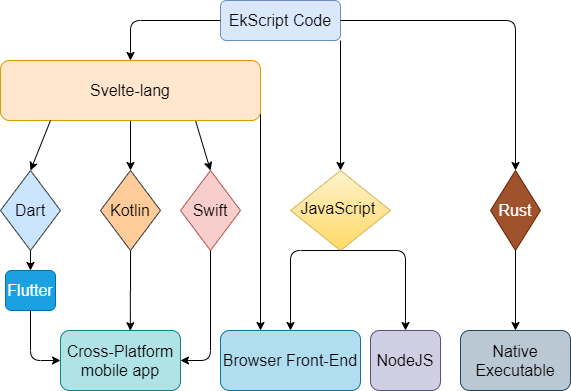 EkScript Code
Svelte-lang
Dart
Kotlin
Swift
JavaScript
Rust
Flutter
Cross-Platform
mobile app
Browser Front-End
NodeJS
Native
Executable